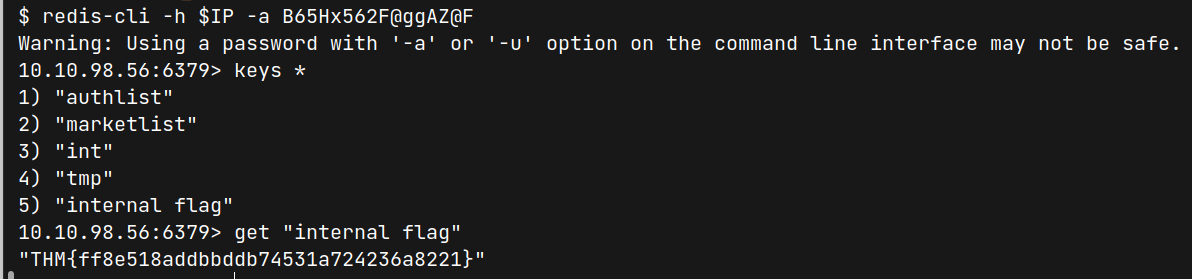 $ redis-cli -h $IP -a B65Hx562F@ggAZ@F
Warning: Using a password with '-a' or '-u' option on the command line interface may not be safe.
10.10.98.56:6379> keys *
1) "authlist"
2) "marketlist"
3) "int"
4) "tmp"
5) "internal flag"
10.10.98.56:6379> get "internal flag"
"THM{ff8e518addbbddb74531a724236a8221}"